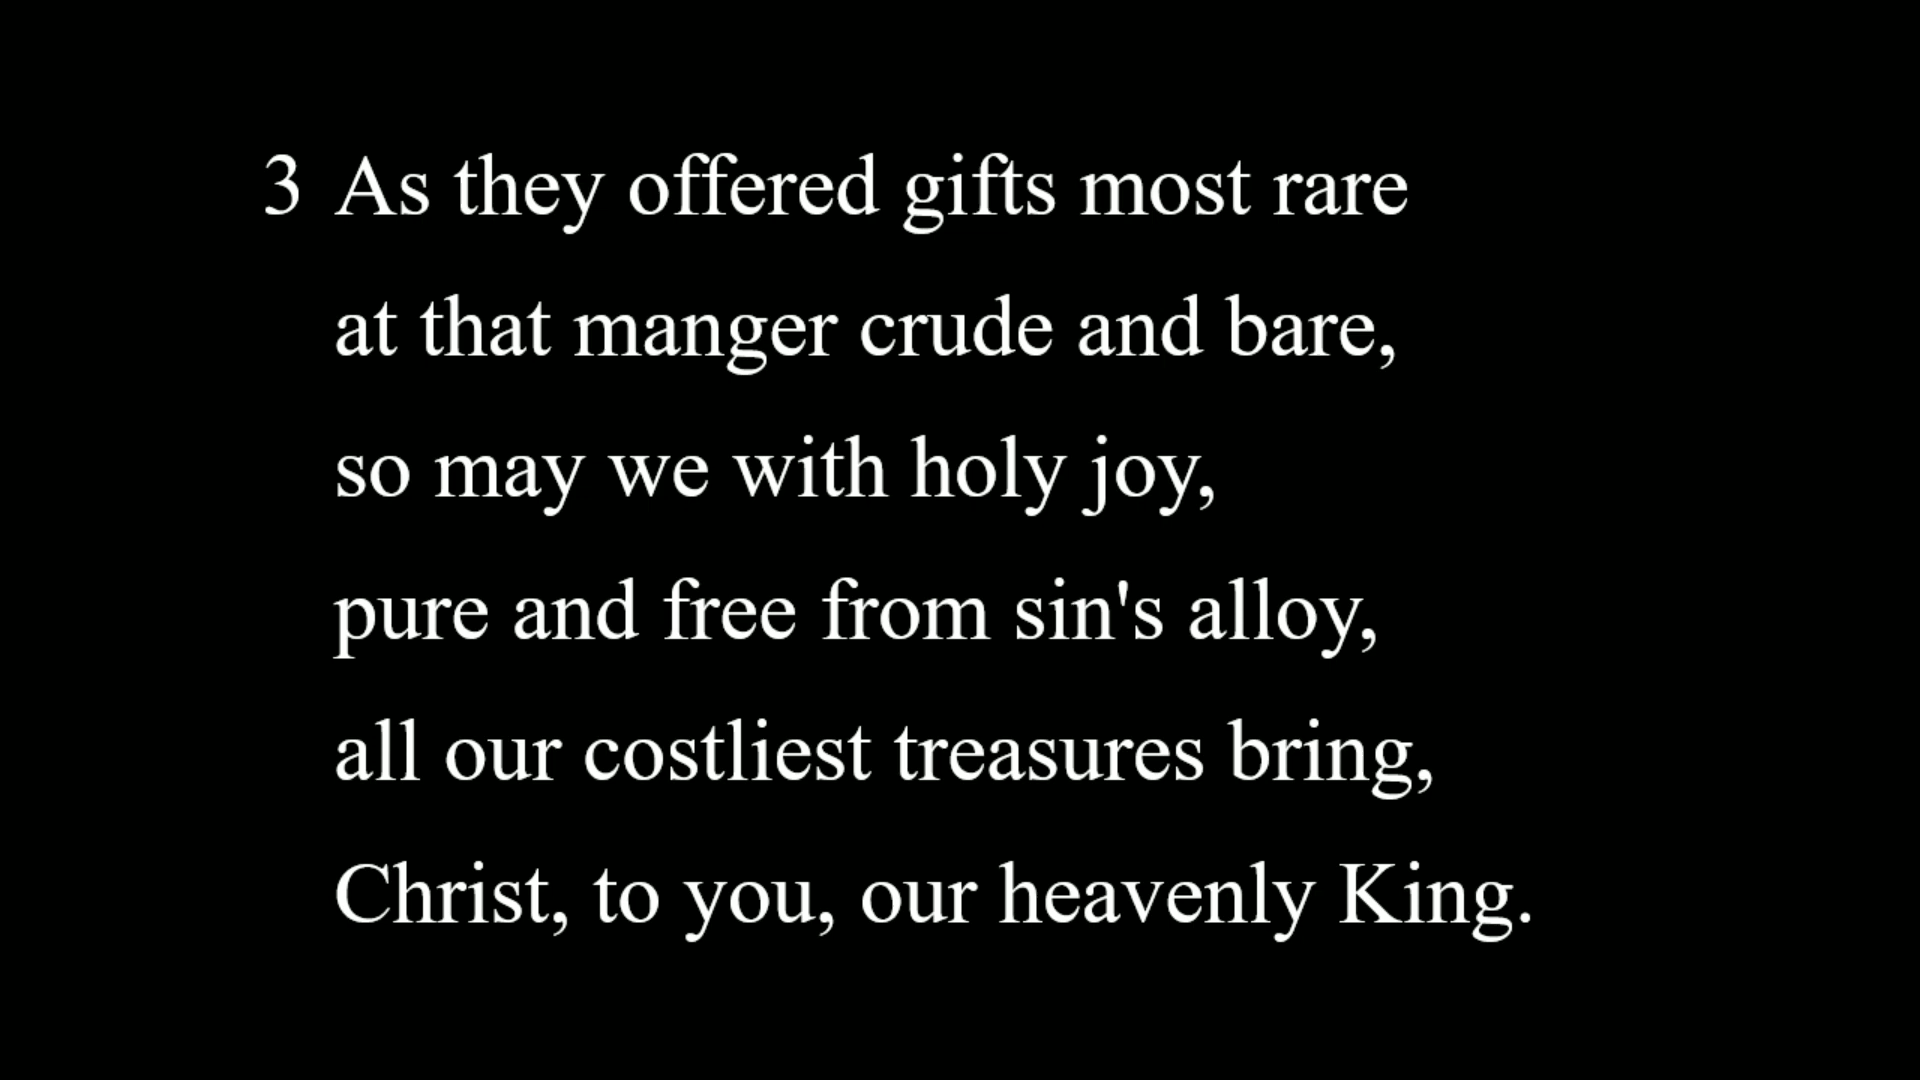 3 As they offered gifts most rare
at that manger crude and bare,
so may we with holy joy,
pure and free from sin's alloy,
all our costliest treasures bring,
Christ, to you, our heavenly King.